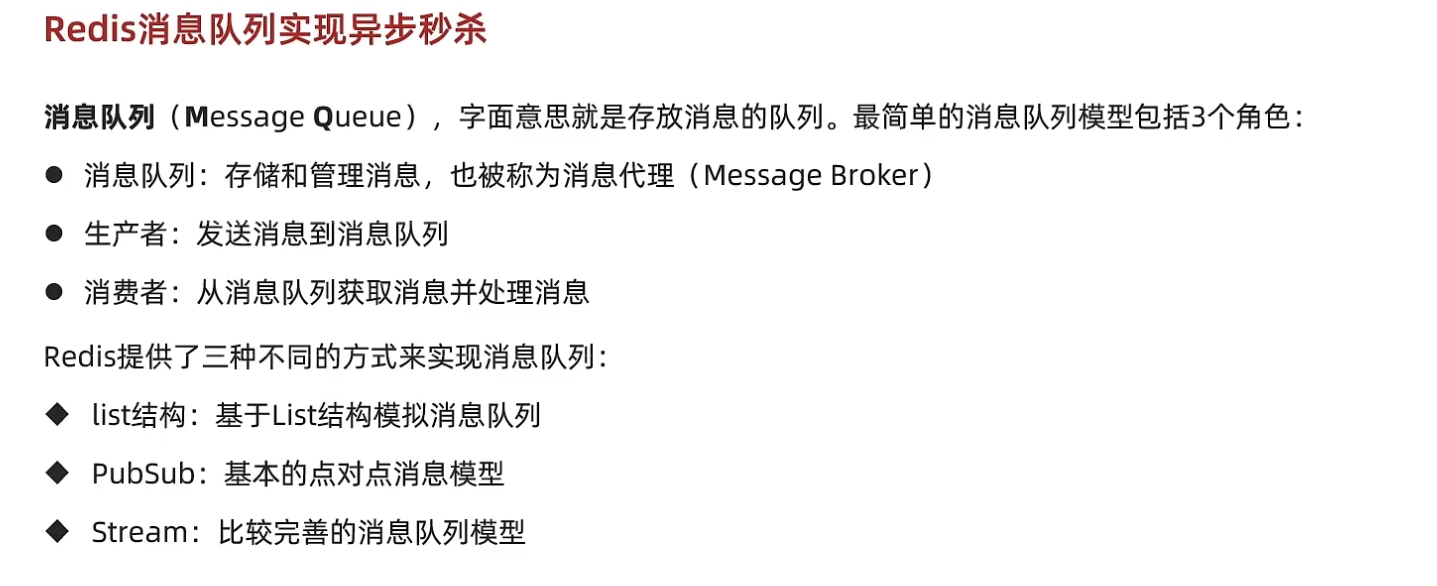 Redis消息队列实现异步秒杀
消息队列（Message Queue），字面意思就是存放消息的队列。最简单的消息队列模型包括3个角色：
● 消息队列：存储和管理消息，也被称为消息代理（Message Broker）
● 生产者：发送消息到消息队列
● 消费者：从消息队列获取消息并处理消息
Redis提供了三种不同的方式来实现消息队列：
◆ list结构：基于List结构模拟消息队列
◆ PubSub：基本的点对点消息模型
◆ Stream：比较完善的消息队列模型